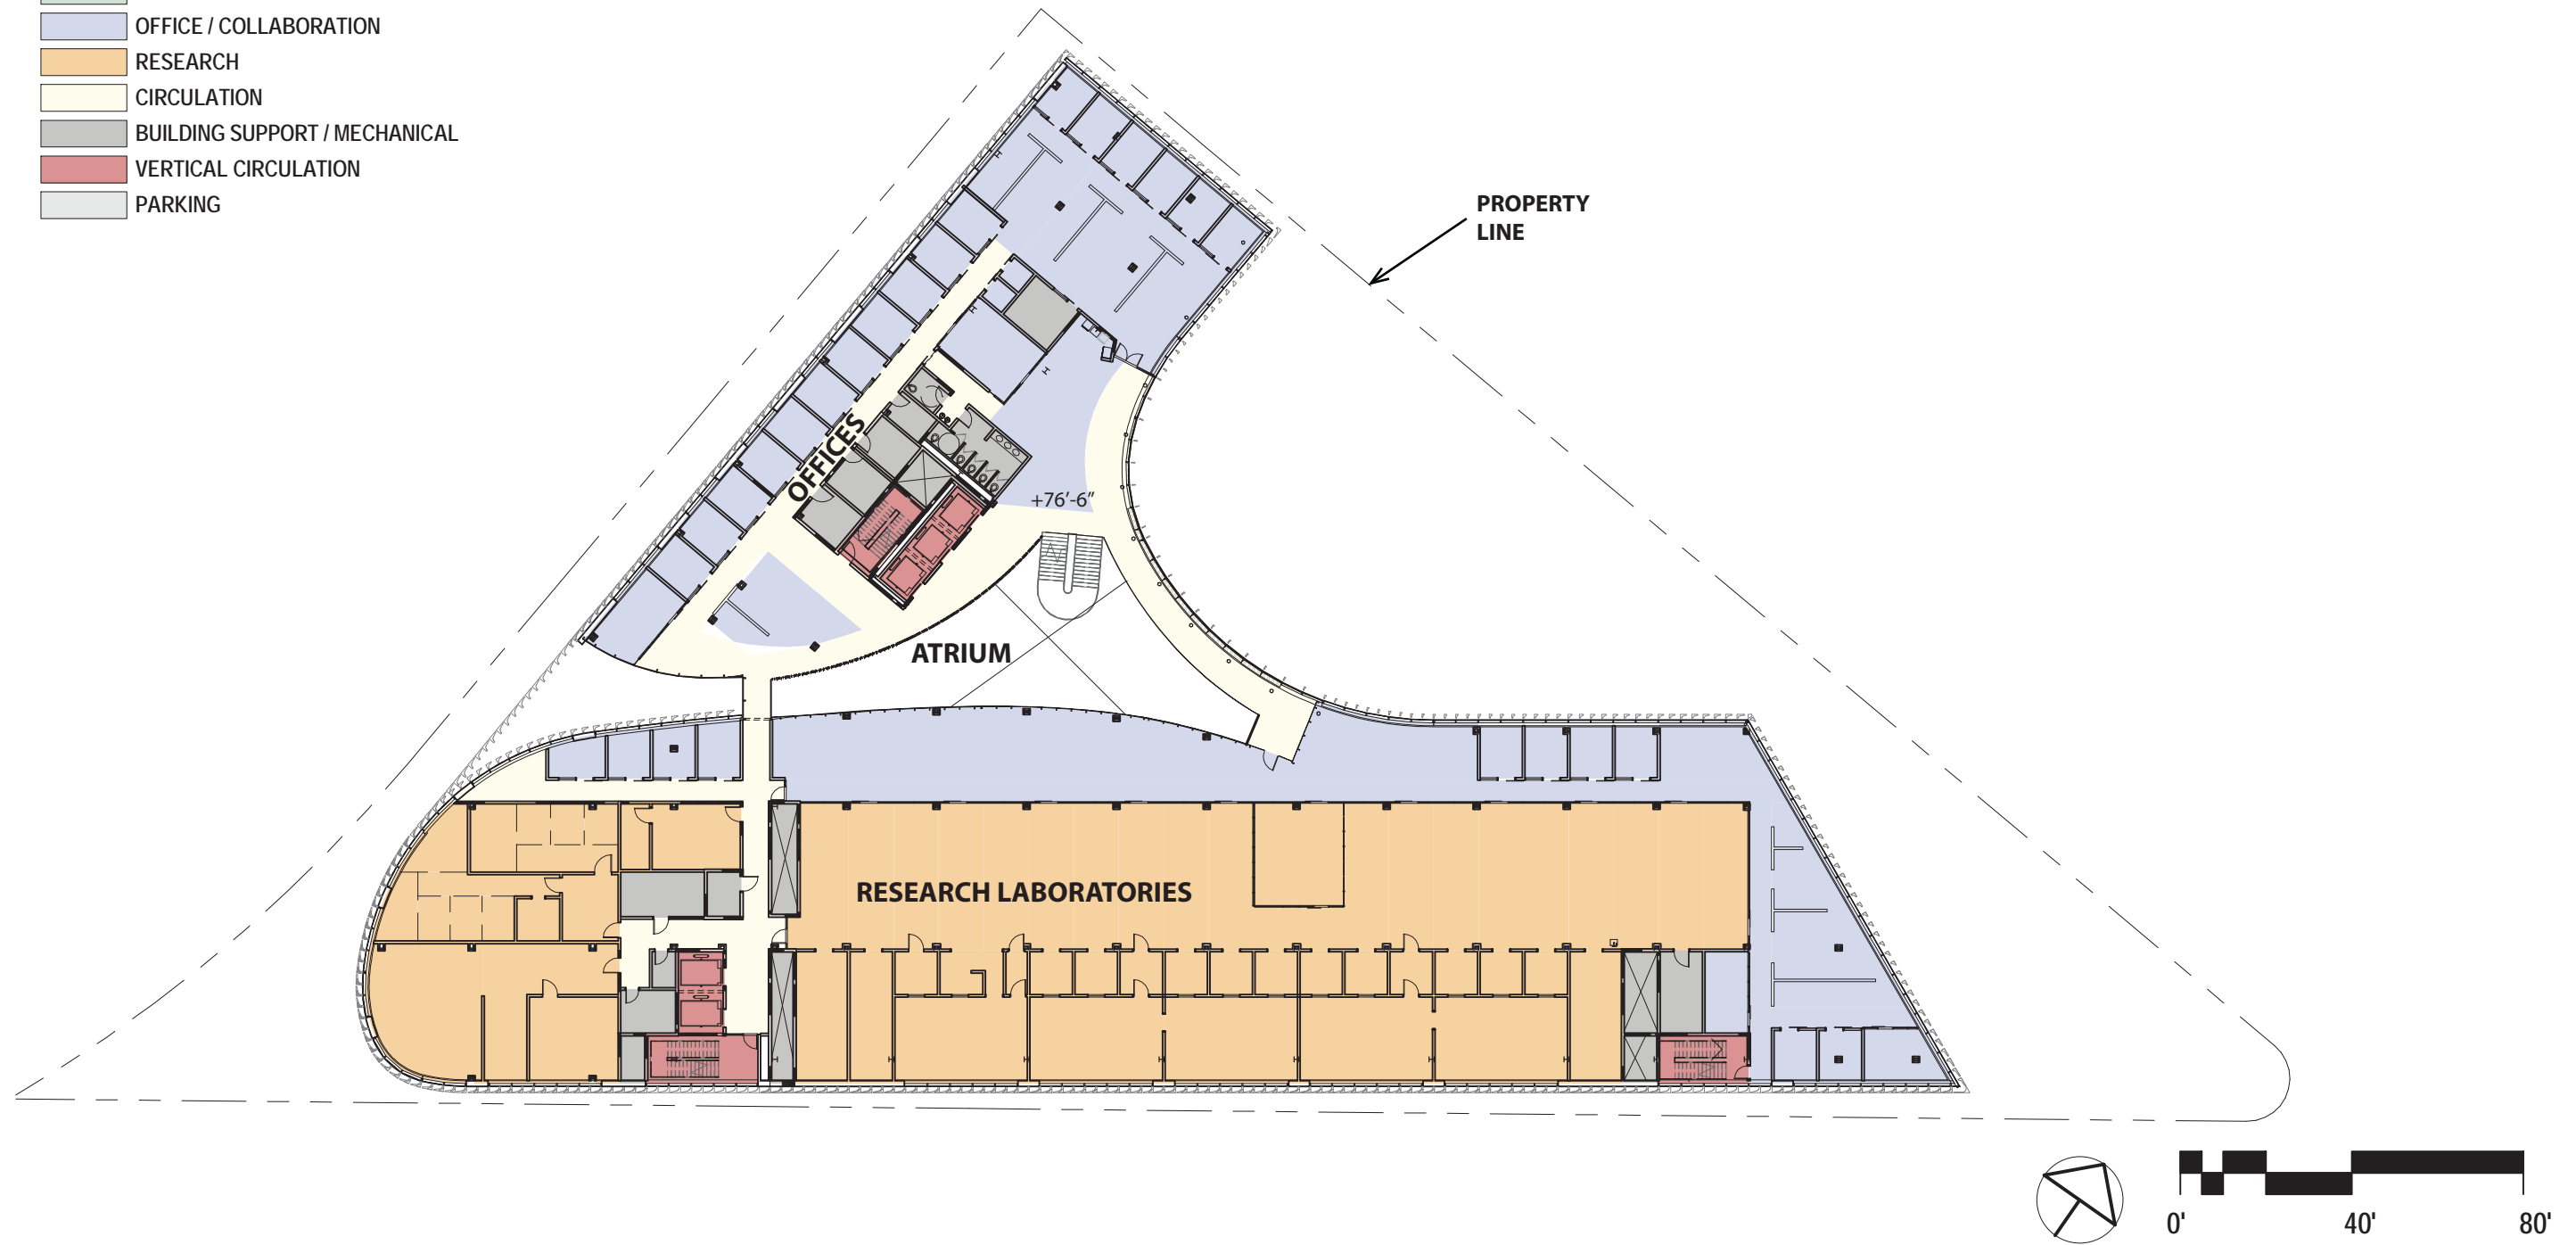 OFFICE / COLLABORATION
RESEARCH
CIRCULATION
BUILDING SUPPORT / MECHANICAL
VERTICAL CIRCULATION
PARKING
PROPERTY
LINE
OFFICES
+76’-6”
ATRIUM
RESEARCH LABORATORIES
0' 40' 80'